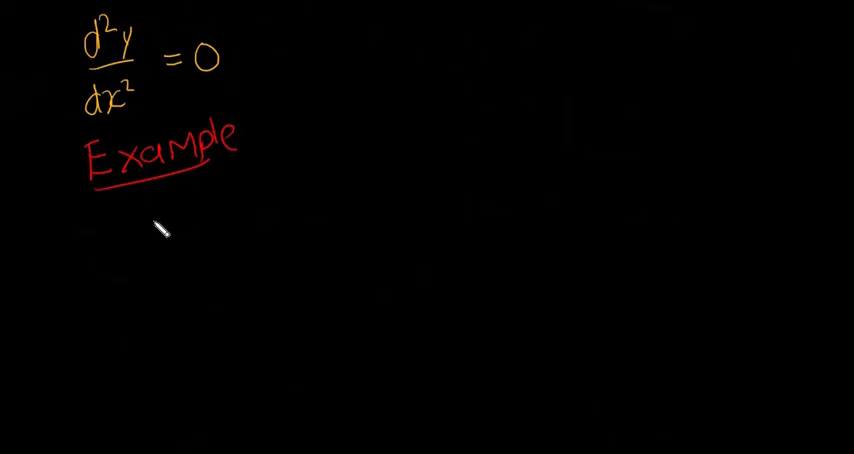 d²y/dx² = 0
Example